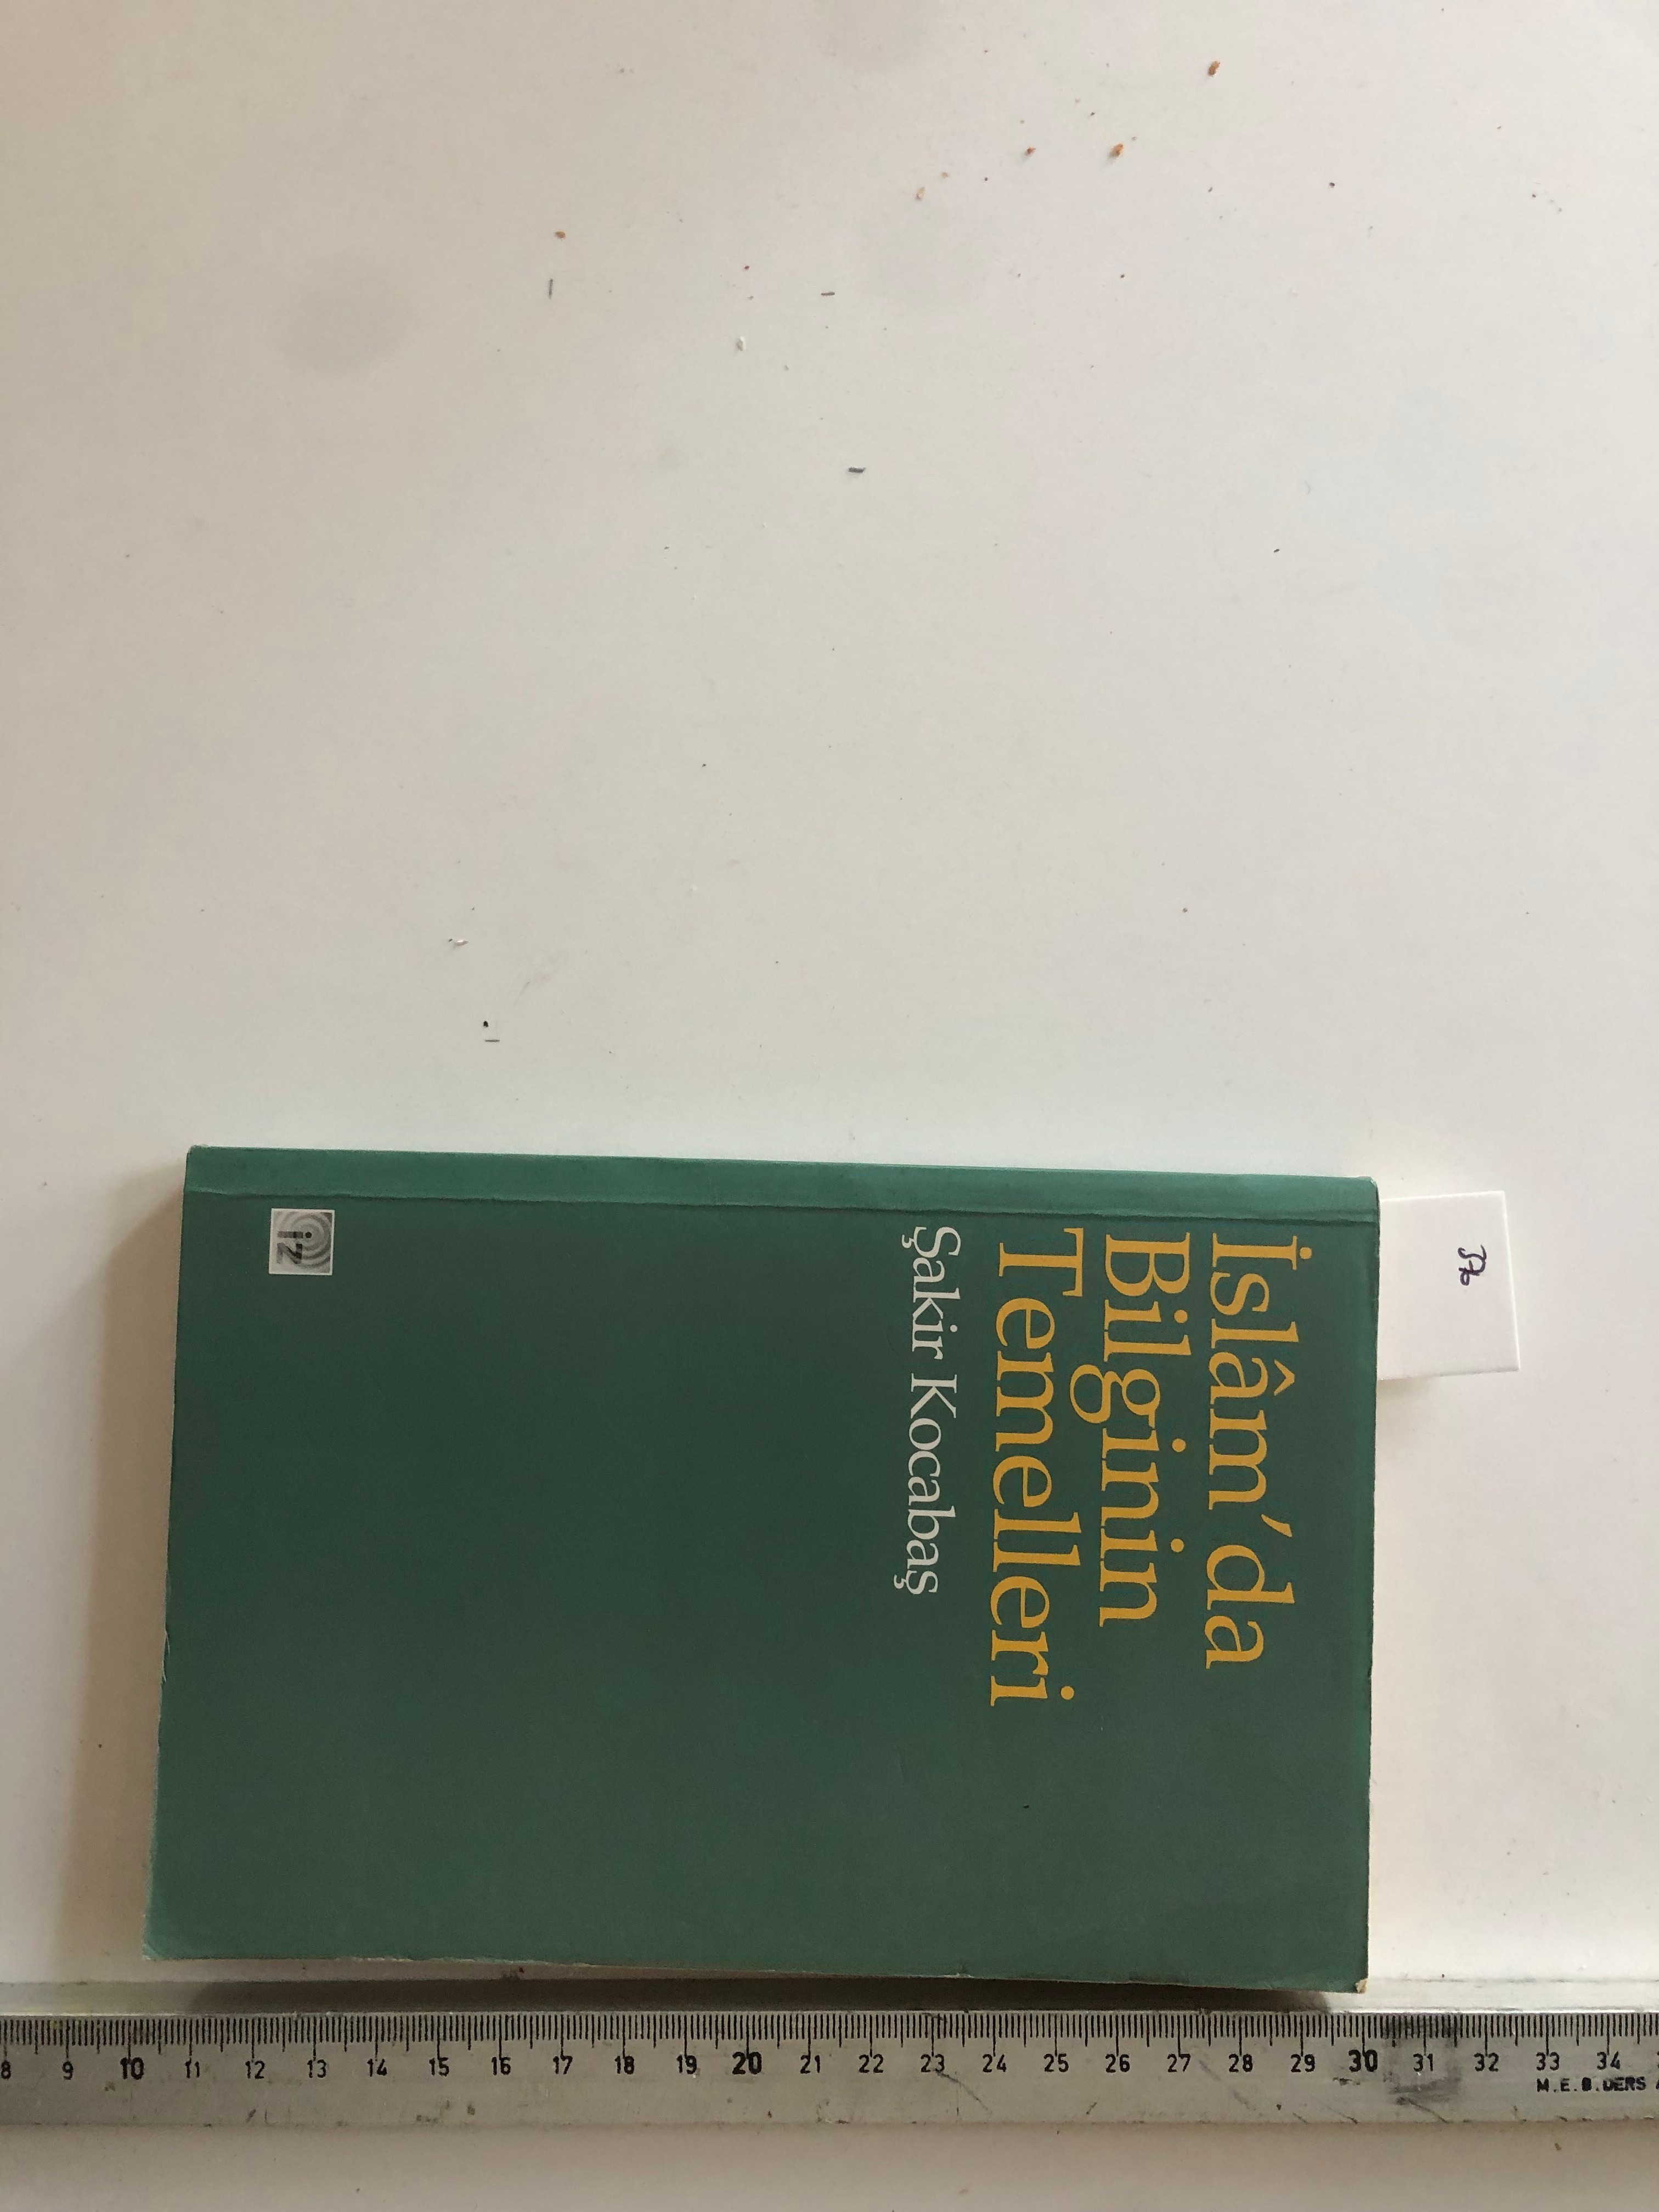 İslâm'da
Bilginin
Temelleri
Şakir Kocabaş
iz
8 9 10 11 12 13 14 15 16 17 18 19 20 21 22 23 24 25 26 27 28 29 30 31 32 33 34
M.E.B. DERS